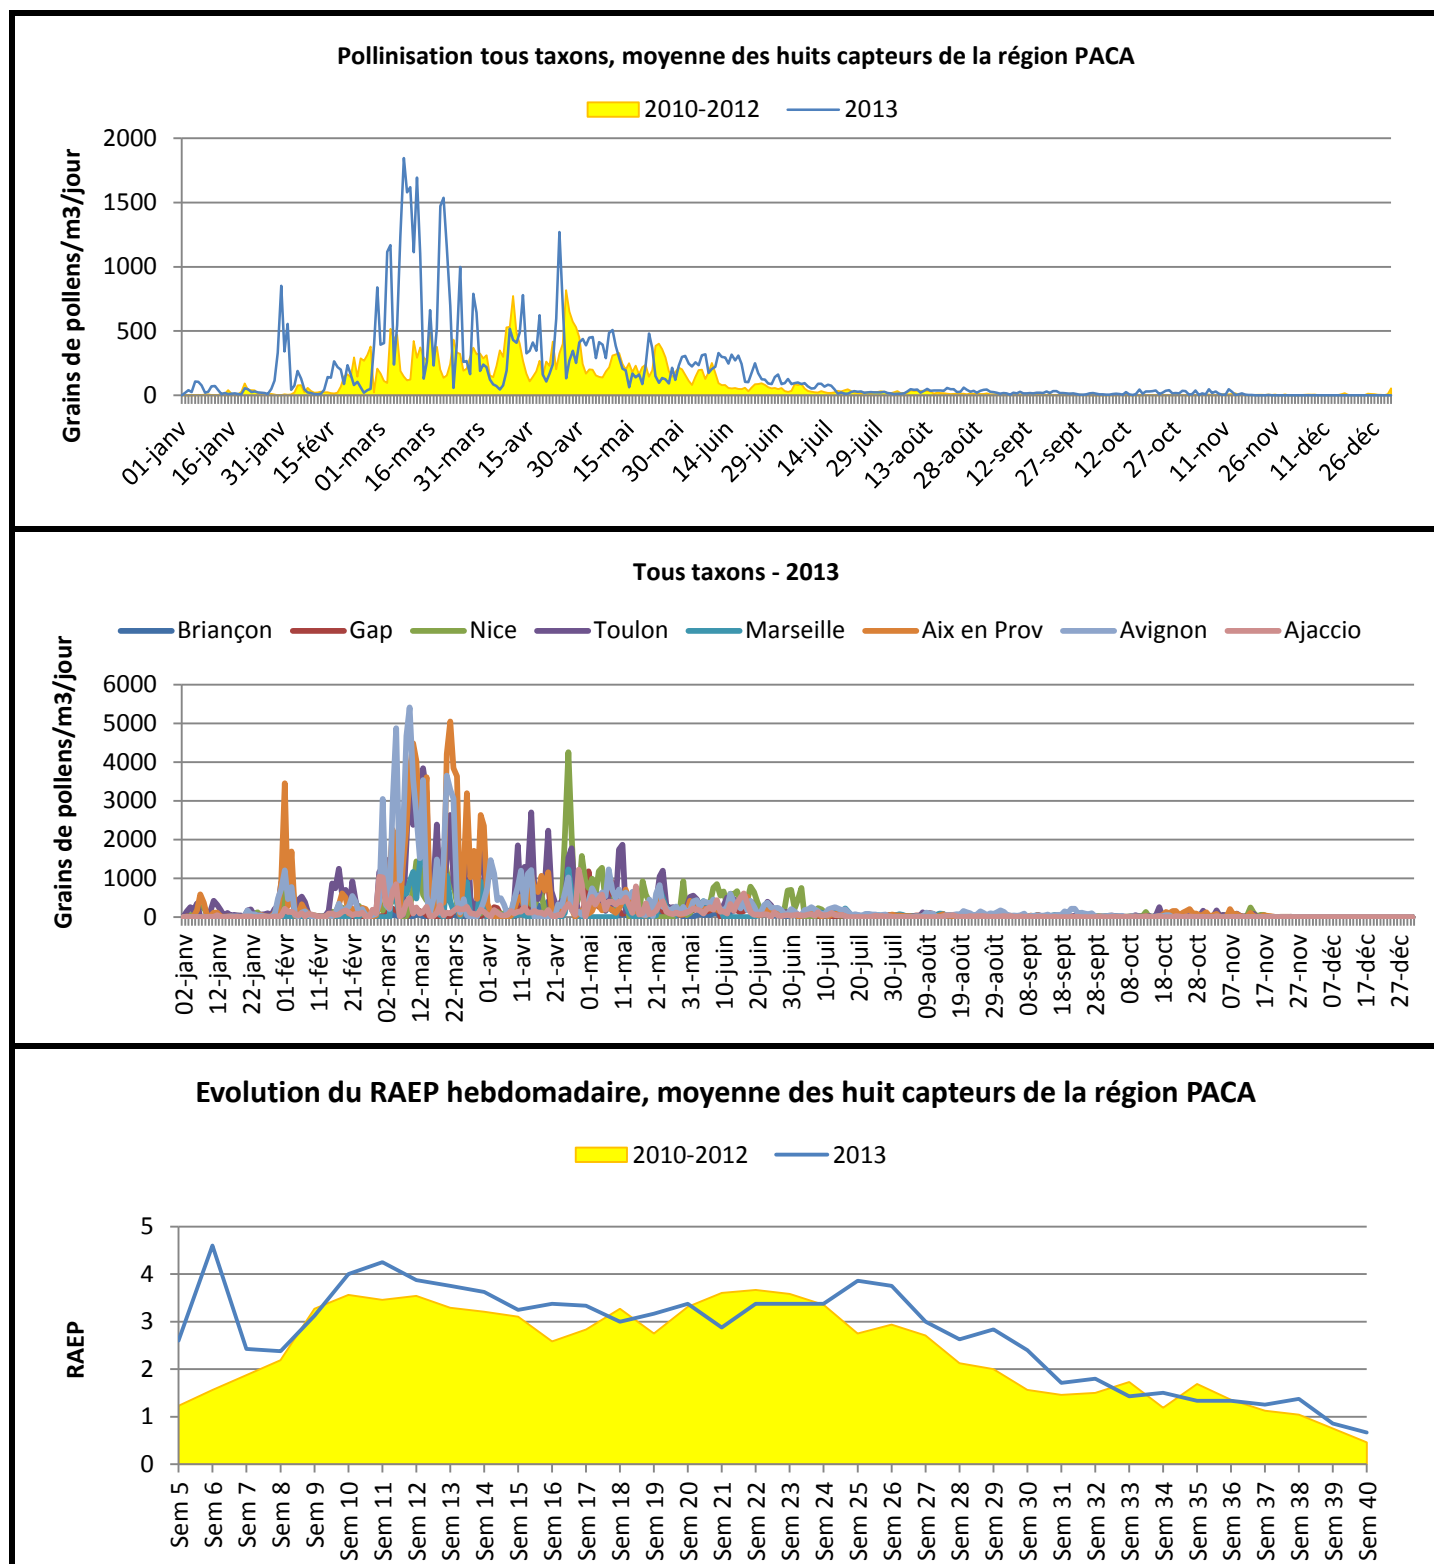 Pollinisation tous taxons, moyenne des huits capteurs de la région PACA
2010-2012 2013
Grains de pollens/m3/jour
2000
1500
1000
500
0
01-janv 16-janv 31-janv 15-févr 01-mars 16-mars 31-mars 15-avr 30-avr 15-mai 30-mai 14-juin 29-juin 14-juil 29-juil 13-août 28-août 12-sept 27-sept 12-oct 27-oct 11-nov 26-nov 11-déc 26-déc
Tous taxons - 2013
Briançon Gap Nice Toulon Marseille Aix en Prov Avignon Ajaccio
Grains de pollens/m3/jour
6000
5000
4000
3000
2000
1000
0
02-janv 12-janv 22-janv 01-févr 11-févr 21-févr 02-mars 12-mars 22-mars 01-avr 11-avr 21-avr 01-mai 11-mai 21-mai 31-mai 10-juin 20-juin 30-juin 10-juil 20-juil 30-juil 09-août 19-août 29-août 08-sept 18-sept 28-sept 08-oct 18-oct 28-oct 07-nov 17-nov 27-nov 07-déc 17-déc 27-déc
Evolution du RAEP hebdomadaire, moyenne des huit capteurs de la région PACA
2010-2012 2013
RAEP
5
4
3
2
1
0
Sem 5 Sem 6 Sem 7 Sem 8 Sem 9 Sem 10 Sem 11 Sem 12 Sem 13 Sem 14 Sem 15 Sem 16 Sem 17 Sem 18 Sem 19 Sem 20 Sem 21 Sem 22 Sem 23 Sem 24 Sem 25 Sem 26 Sem 27 Sem 28 Sem 29 Sem 30 Sem 31 Sem 32 Sem 33 Sem 34 Sem 35 Sem 36 Sem 37 Sem 38 Sem 39 Sem 40